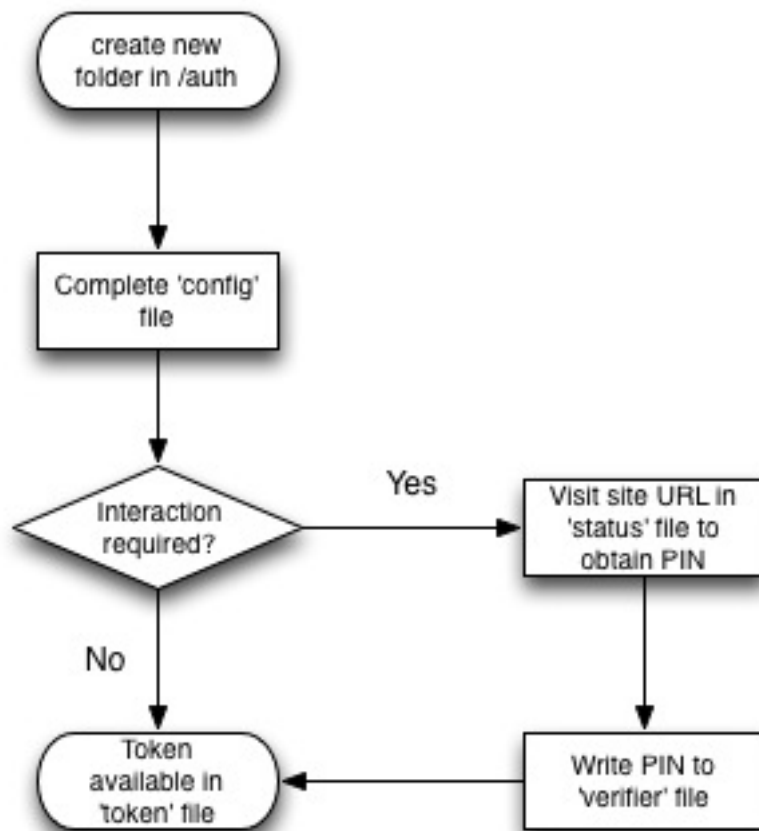 create new
folder in /auth
Complete 'config'
file
Interaction
required?
Yes
Visit site URL in
'status' file to
obtain PIN
No
Token
available in
'token' file
Write PIN to
'verifier' file